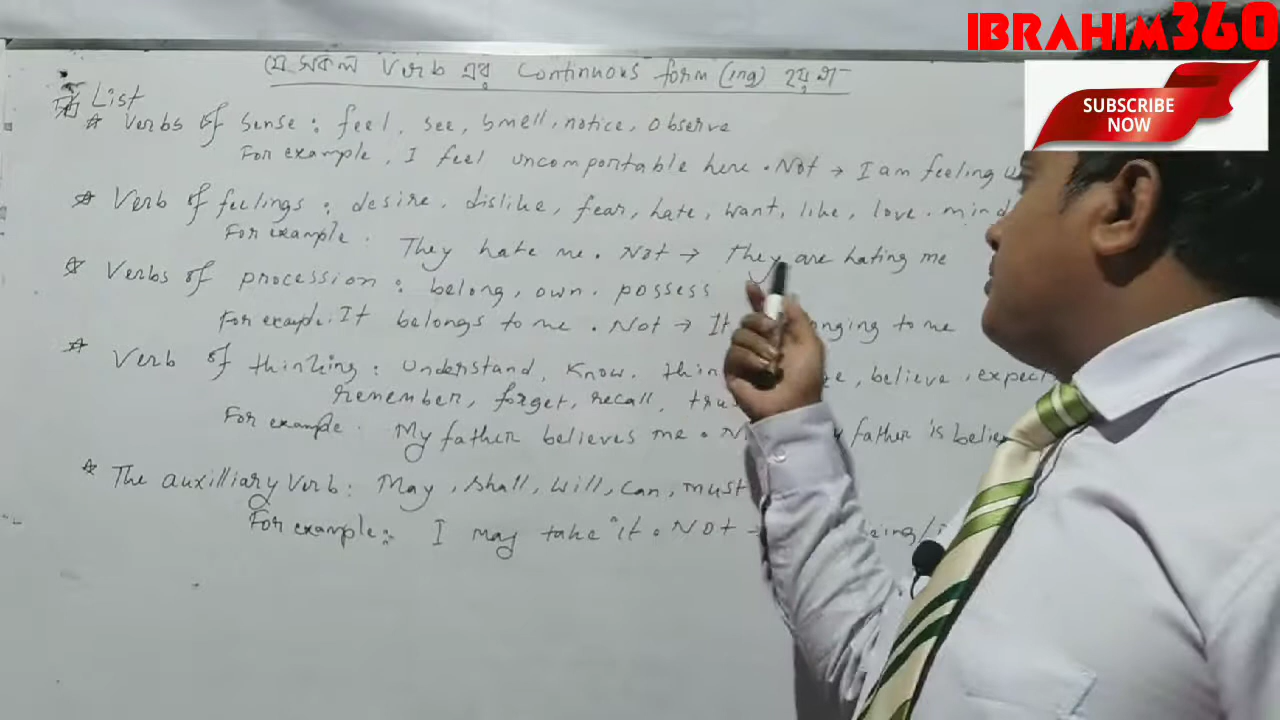 IBRAHIM360
SUBSCRIBE
NOW
যে সকল Verb এর Continuous form (ing) হয় না
List
* Verbs of Sense : feel, see, smell, notice, observe
For example, I feel uncomportable here. Not → I am feeling
* Verb of feelings : desire, dislike, fear, hate, want, like, love, mind
For example. They hate me. Not → They are hating me
* Verbs of procession : belong, own, possess
For example. It belongs to me. Not → It onging to me
* Verb of thinking : understand, know, thin believe, expect
remember, forget, recall, tru
For example. My father believes me. N father is belie
* The auxilliary Verb : May, shall, will, can, must
For example: I may take it. NOT →